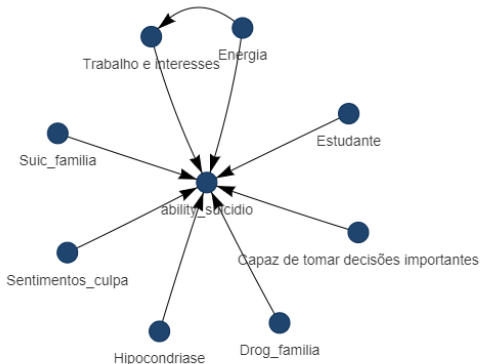 Energia
Trabalho e interesses
Estudante
Suic_familia
ability_suicidio
Capaz de tomar decisões importantes
Sentimentos_culpa
Drog_familia
Hipocondriase